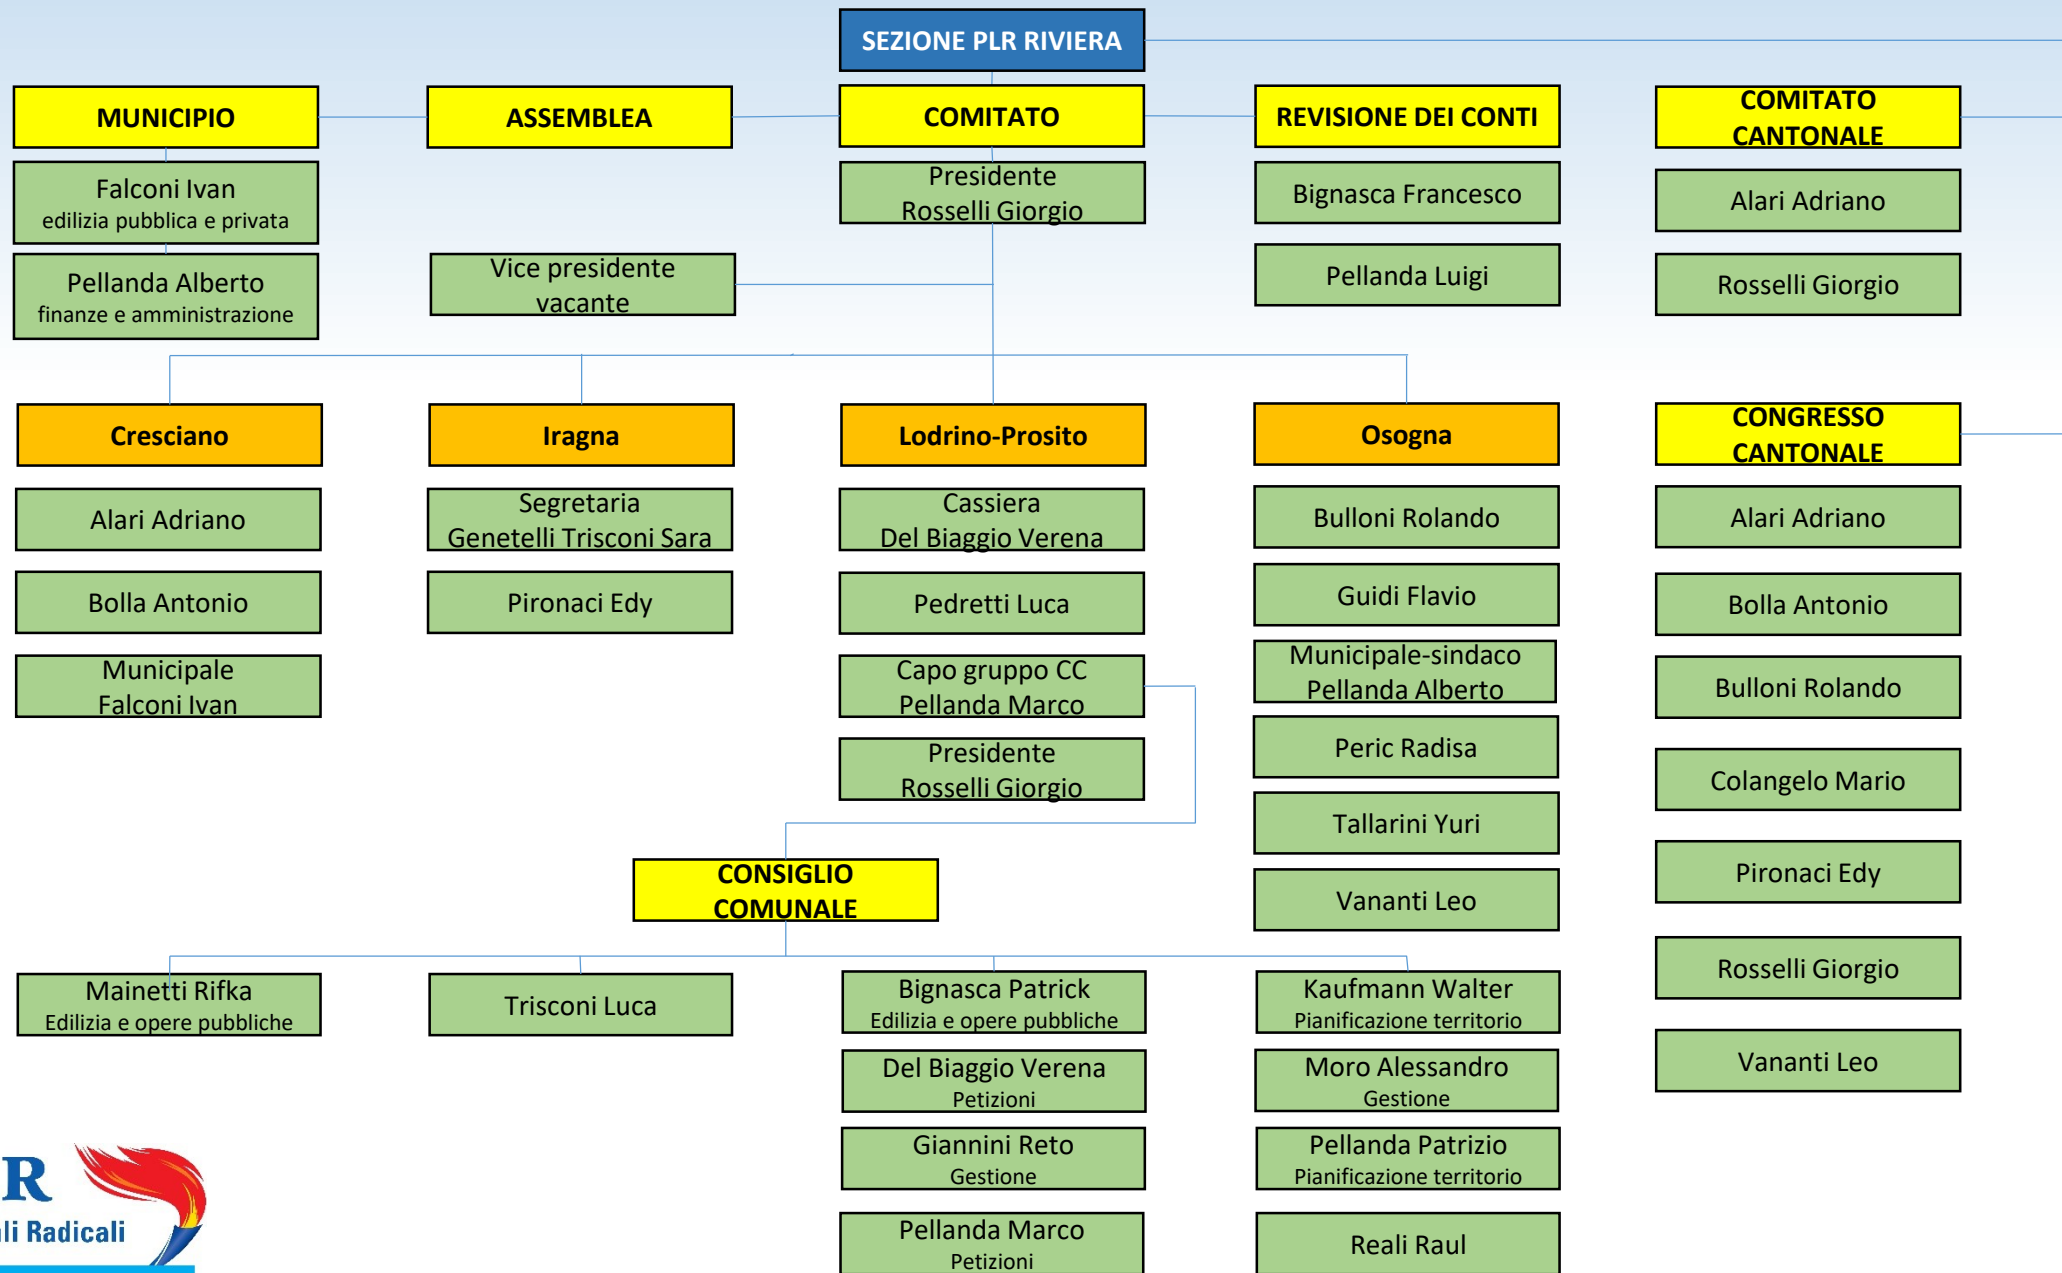 SEZIONE PLR RIVIERA
MUNICIPIO
ASSEMBLEA
COMITATO
REVISIONE DEI CONTI
COMITATO
CANTONALE
Falconi Ivan
edilizia pubblica e privata
Presidente
Rosselli Giorgio
Bignasca Francesco
Alari Adriano
Pellanda Alberto
finanze e amministrazione
Vice presidente
vacante
Pellanda Luigi
Rosselli Giorgio
Cresciano
Alari Adriano
Bolla Antonio
Municipale
Falconi Ivan
Iragna
Segretaria
Genetelli Trisconi Sara
Pironaci Edy
Lodrino-Prosito
Cassiera
Del Biaggio Verena
Pedretti Luca
Capo gruppo CC
Pellanda Marco
Presidente
Rosselli Giorgio
Osogna
Bulloni Rolando
Guidi Flavio
Municipale-sindaco
Pellanda Alberto
Peric Radisa
Tallarini Yuri
Vananti Leo
CONGRESSO
CANTONALE
Alari Adriano
Bolla Antonio
Bulloni Rolando
Colangelo Mario
Pironaci Edy
Rosselli Giorgio
Vananti Leo
CONSIGLIO
COMUNALE
Mainetti Rifka
Edilizia e opere pubbliche
Trisconi Luca
Bignasca Patrick
Edilizia e opere pubbliche
Del Biaggio Verena
Petizioni
Giannini Reto
Gestione
Pellanda Marco
Petizioni
Kaufmann Walter
Pianificazione territorio
Moro Alessandro
Gestione
Pellanda Patrizio
Pianificazione territorio
Reali Raul
R
li Radicali